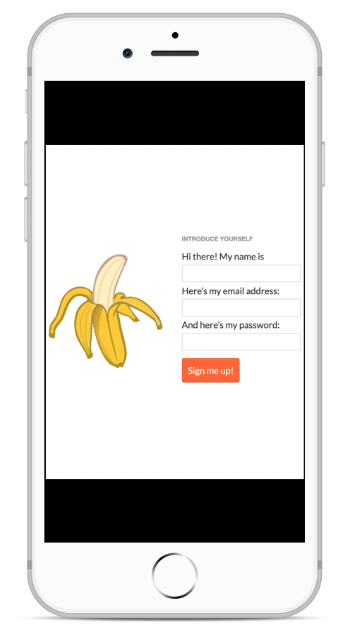 INTRODUCE YOURSELF
Hi there! My name is
Here's my email address:
And here's my password:
Sign me up!